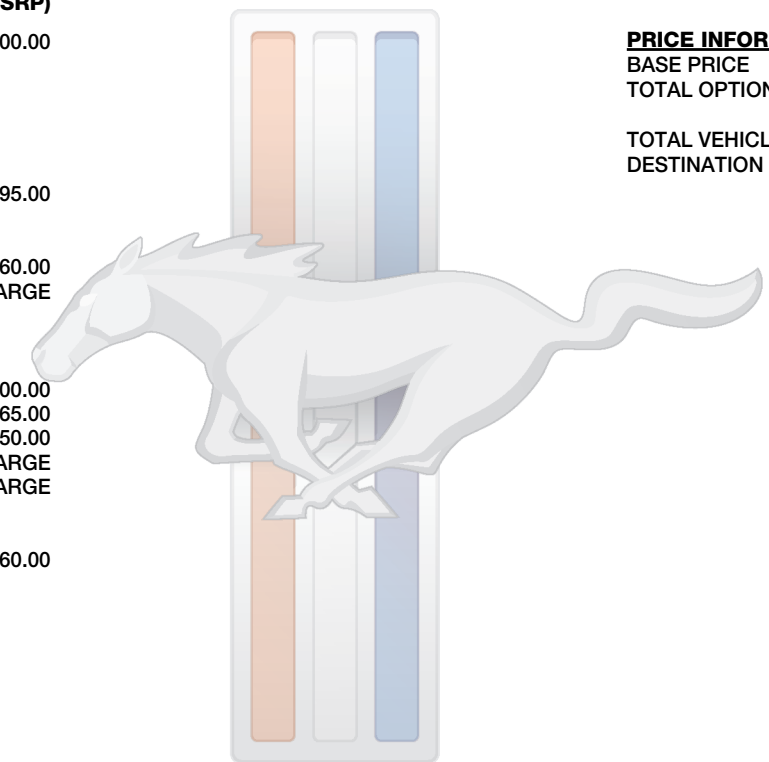 SRP)
00.00
95.00
60.00
ARGE
00.00
65.00
50.00
ARGE
ARGE
60.00
PRICE INFOR
BASE PRICE
TOTAL OPTION
TOTAL VEHICL
DESTINATION